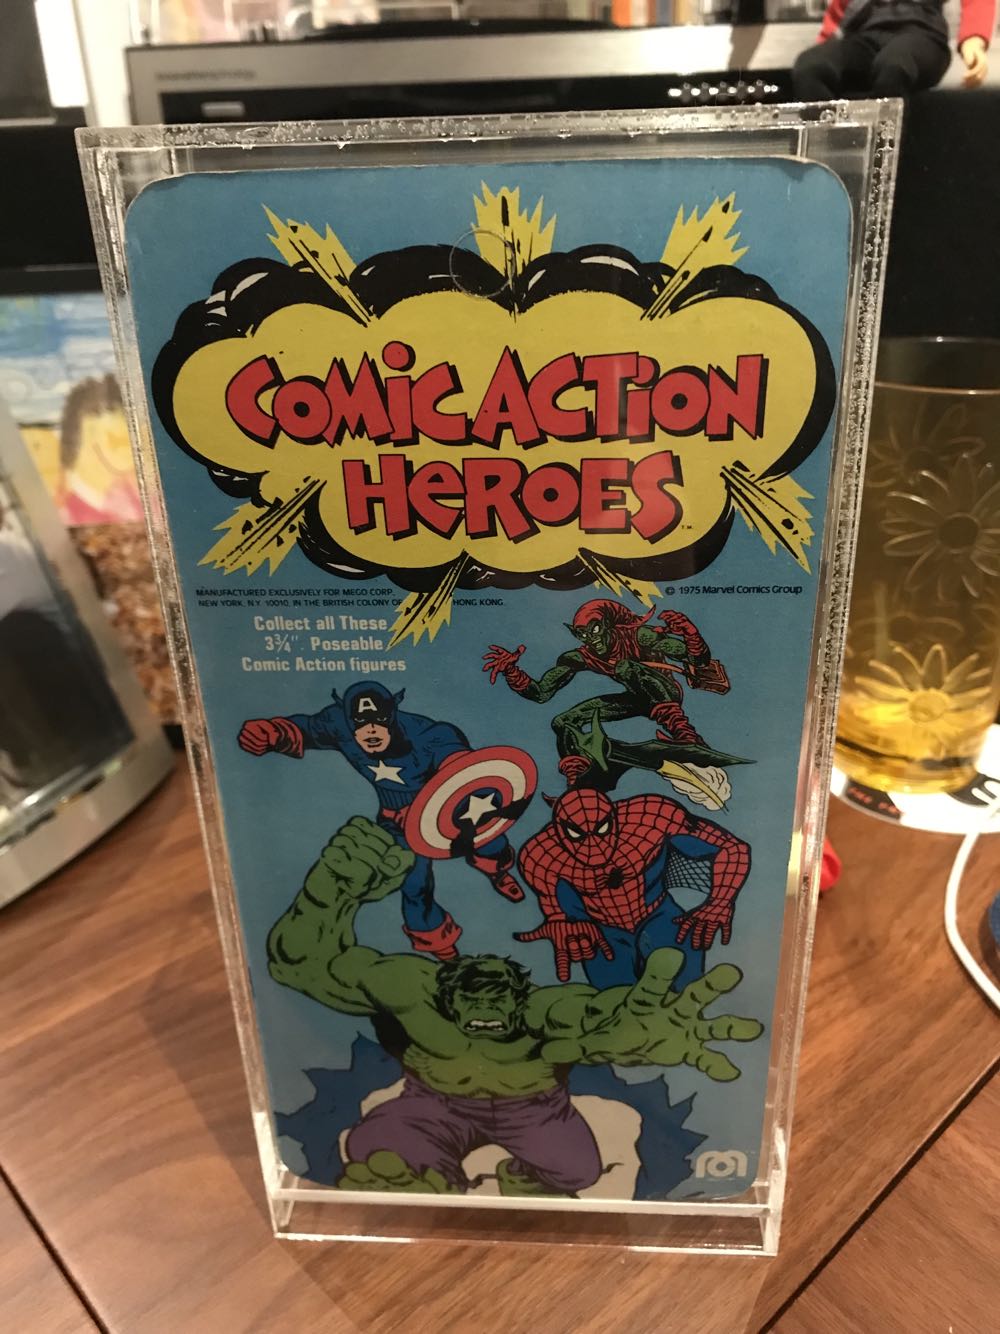 COMIC ACTION
HEROES
T.M.
MANUFACTURED EXCLUSIVELY FOR MEGO CORP.
NEW YORK, N.Y. 10010, IN THE BRITISH COLONY OF HONG KONG.
© 1975 Marvel Comics Group
Collect all These
3¾". Poseable
Comic Action figures
A